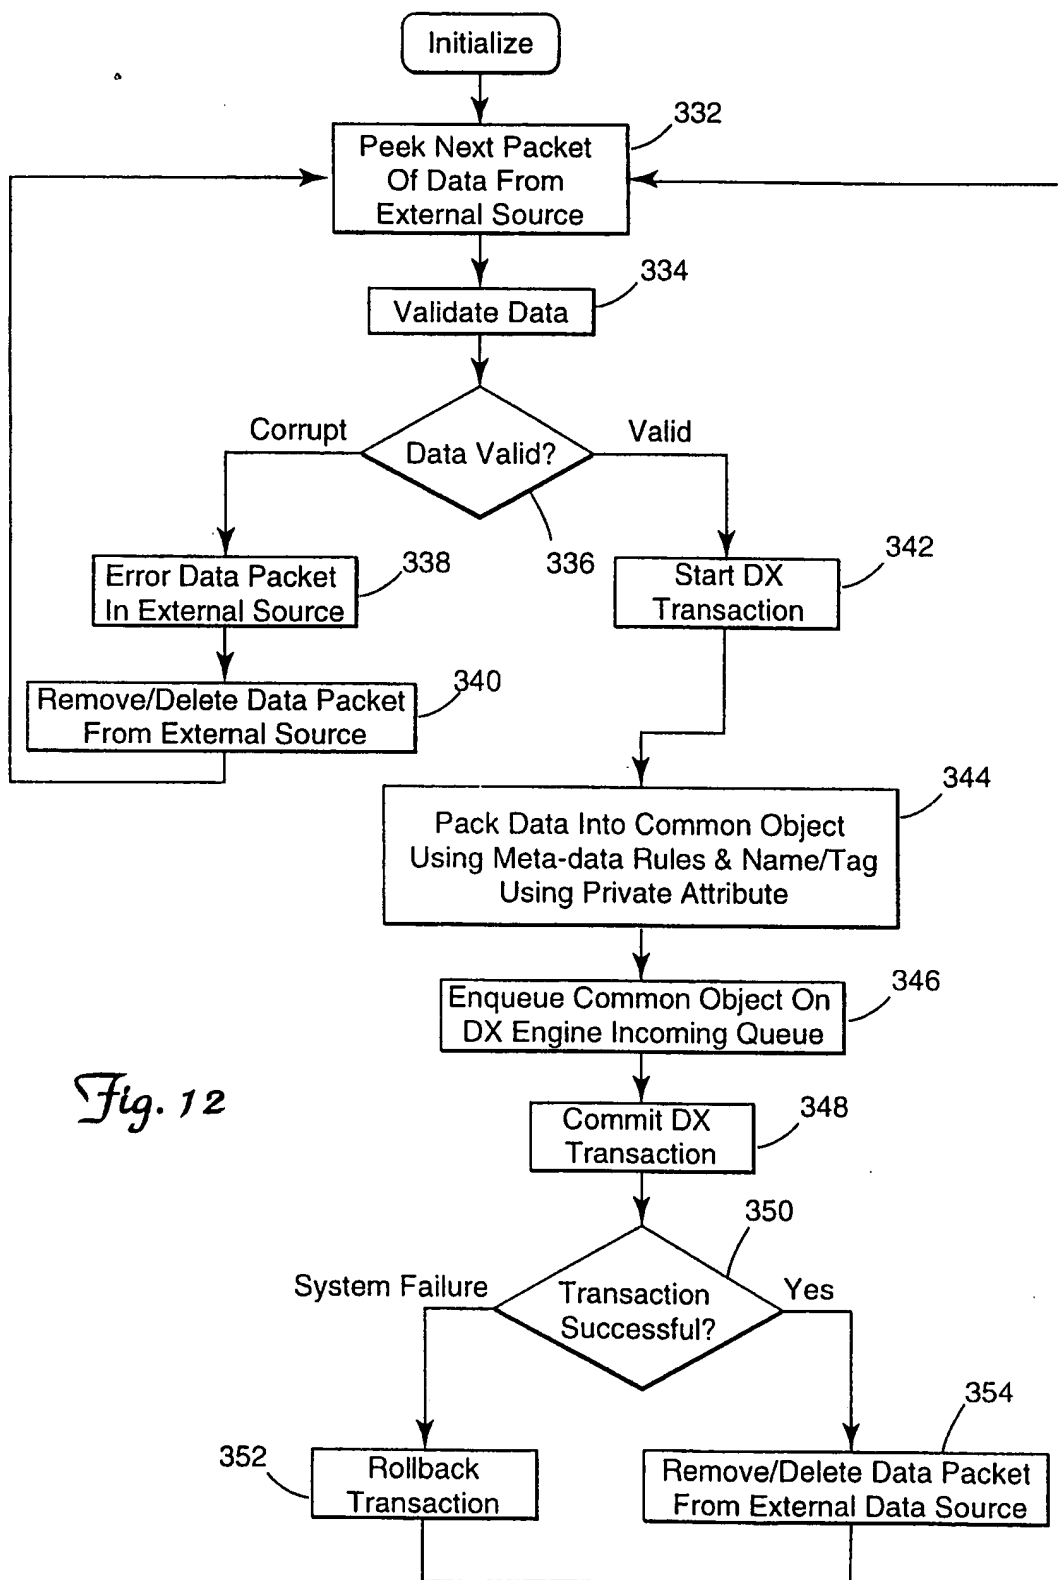 Initialize
332
Peek Next Packet
Of Data From
External Source
334
Validate Data
Corrupt
Data Valid?
Valid
336
338
Error Data Packet
In External Source
342
Start DX
Transaction
340
Remove/Delete Data Packet
From External Source
344
Pack Data Into Common Object
Using Meta-data Rules & Name/Tag
Using Private Attribute
346
Enqueue Common Object On
DX Engine Incoming Queue
Fig. 12
348
Commit DX
Transaction
350
System Failure
Transaction
Successful?
Yes
352
Rollback
Transaction
354
Remove/Delete Data Packet
From External Data Source